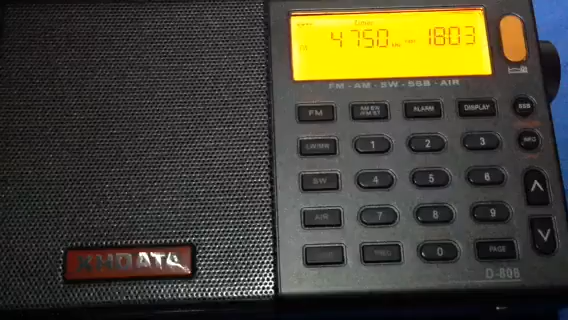 4750 1803
FM - AM - SW - SSB - AIR
FM
ALARM
DISPLAY
SSB
1
2
3
INFO
SW
4
5
6
AIR
7
8
9
0
PAGE
XHDATA
D-808